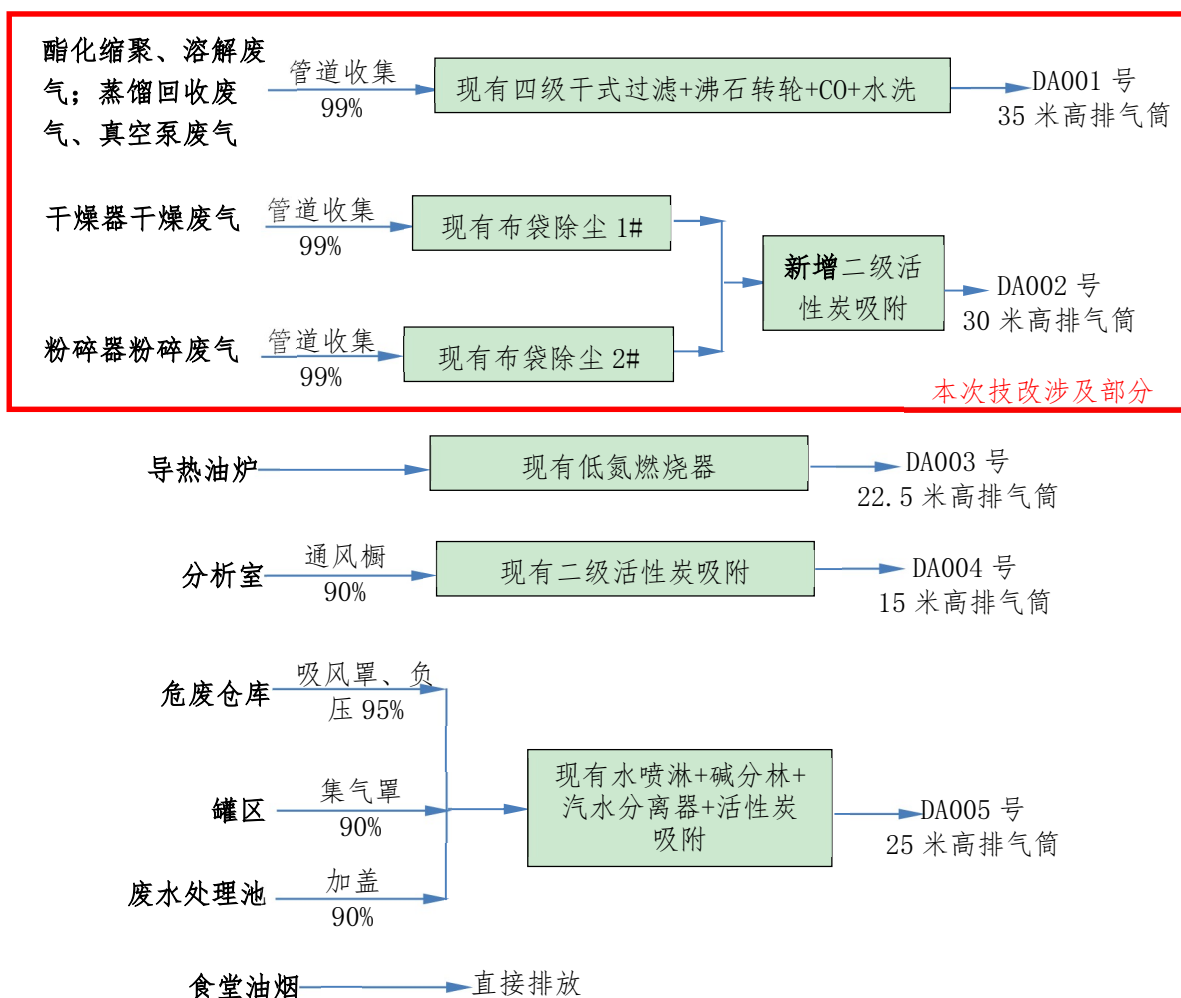 酯化缩聚、溶解废
气；蒸馏回收废
气、真空泵废气
管道收集
99%
现有四级干式过滤+沸石转轮+CO+水洗
DA001 号
35 米高排气筒
干燥器干燥废气
管道收集
99%
现有布袋除尘 1#
新增二级活
性炭吸附
DA002 号
30 米高排气筒
粉碎器粉碎废气
管道收集
99%
现有布袋除尘 2#
本次技改涉及部分
导热油炉
现有低氮燃烧器
DA003 号
22.5 米高排气筒
分析室
通风橱
90%
现有二级活性炭吸附
DA004 号
15 米高排气筒
危废仓库
吸风罩、负
压 95%
罐区
集气罩
90%
现有水喷淋+碱分林+
汽水分离器+活性炭
吸附
DA005 号
25 米高排气筒
废水处理池
加盖
90%
食堂油烟
直接排放